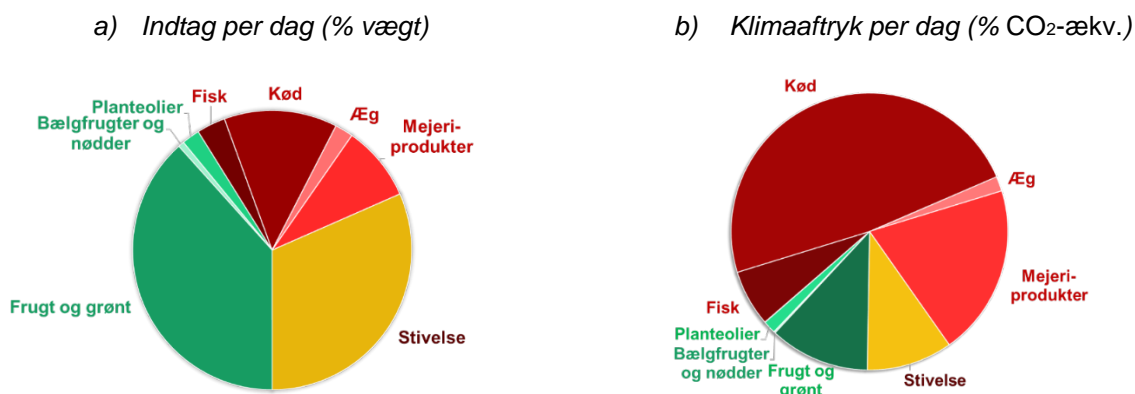 a) Indtag per dag (% vægt)
Fisk
Kød
Planteolier
Æg
Bælgfrugter og
nødder
Mejeri-
produkter
Frugt og grønt
Stivelse
b) Klimaaftryk per dag (% CO2-ækv.)
Kød
Æg
Mejeri-
produkter
Fisk
Planteolier
Bælgfrugter
og nødder
Frugt og
grønt
Stivelse